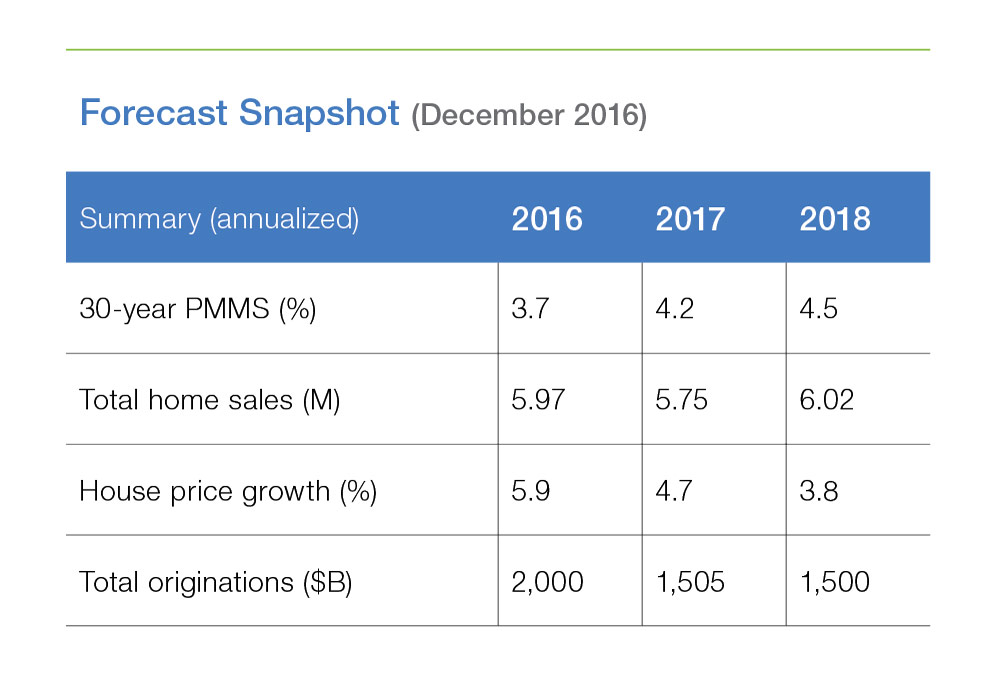 Forecast Snapshot (December 2016)
Summary (annualized) 2016 2017 2018
30-year PMMS (%) 3.7 4.2 4.5
Total home sales (M) 5.97 5.75 6.02
House price growth (%) 5.9 4.7 3.8
Total originations ($B) 2,000 1,505 1,500